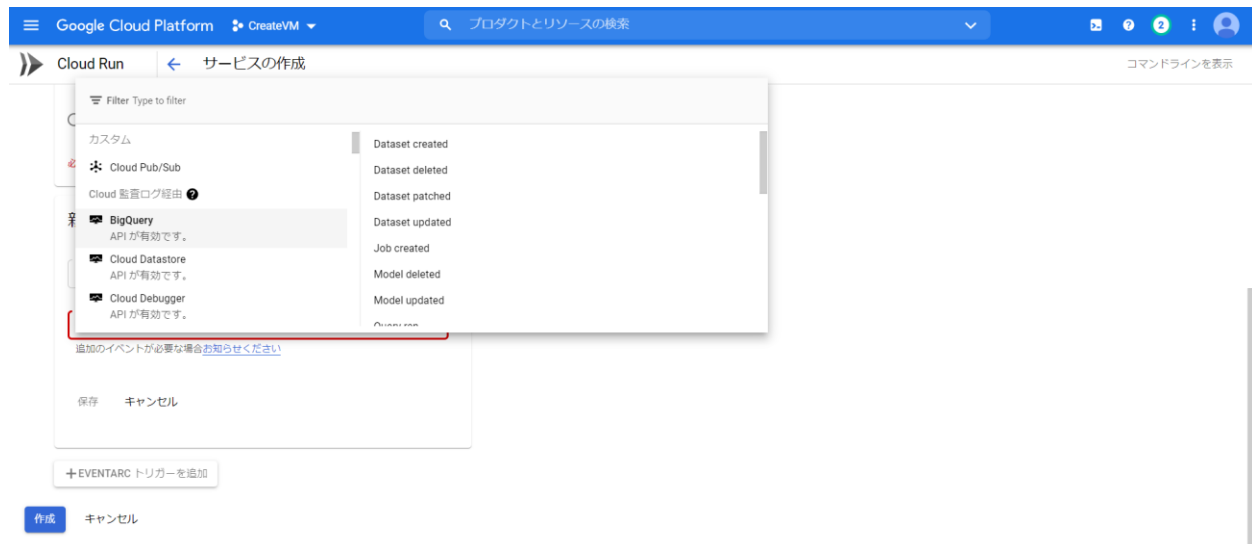 Google Cloud Platform CreateVM プロダクトとリソースの検索 2
Cloud Run サービスの作成 コマンドラインを表示
Filter Type to filter
カスタム
Cloud Pub/Sub
Cloud 監査ログ経由
BigQuery
API が有効です。
Cloud Datastore
API が有効です。
Cloud Debugger
API が有効です。
Dataset created
Dataset deleted
Dataset patched
Dataset updated
Job created
Model deleted
Model updated
Query ran
追加のイベントが必要な場合お知らせください
保存 キャンセル
+EVENTARC トリガーを追加
作成 キャンセル